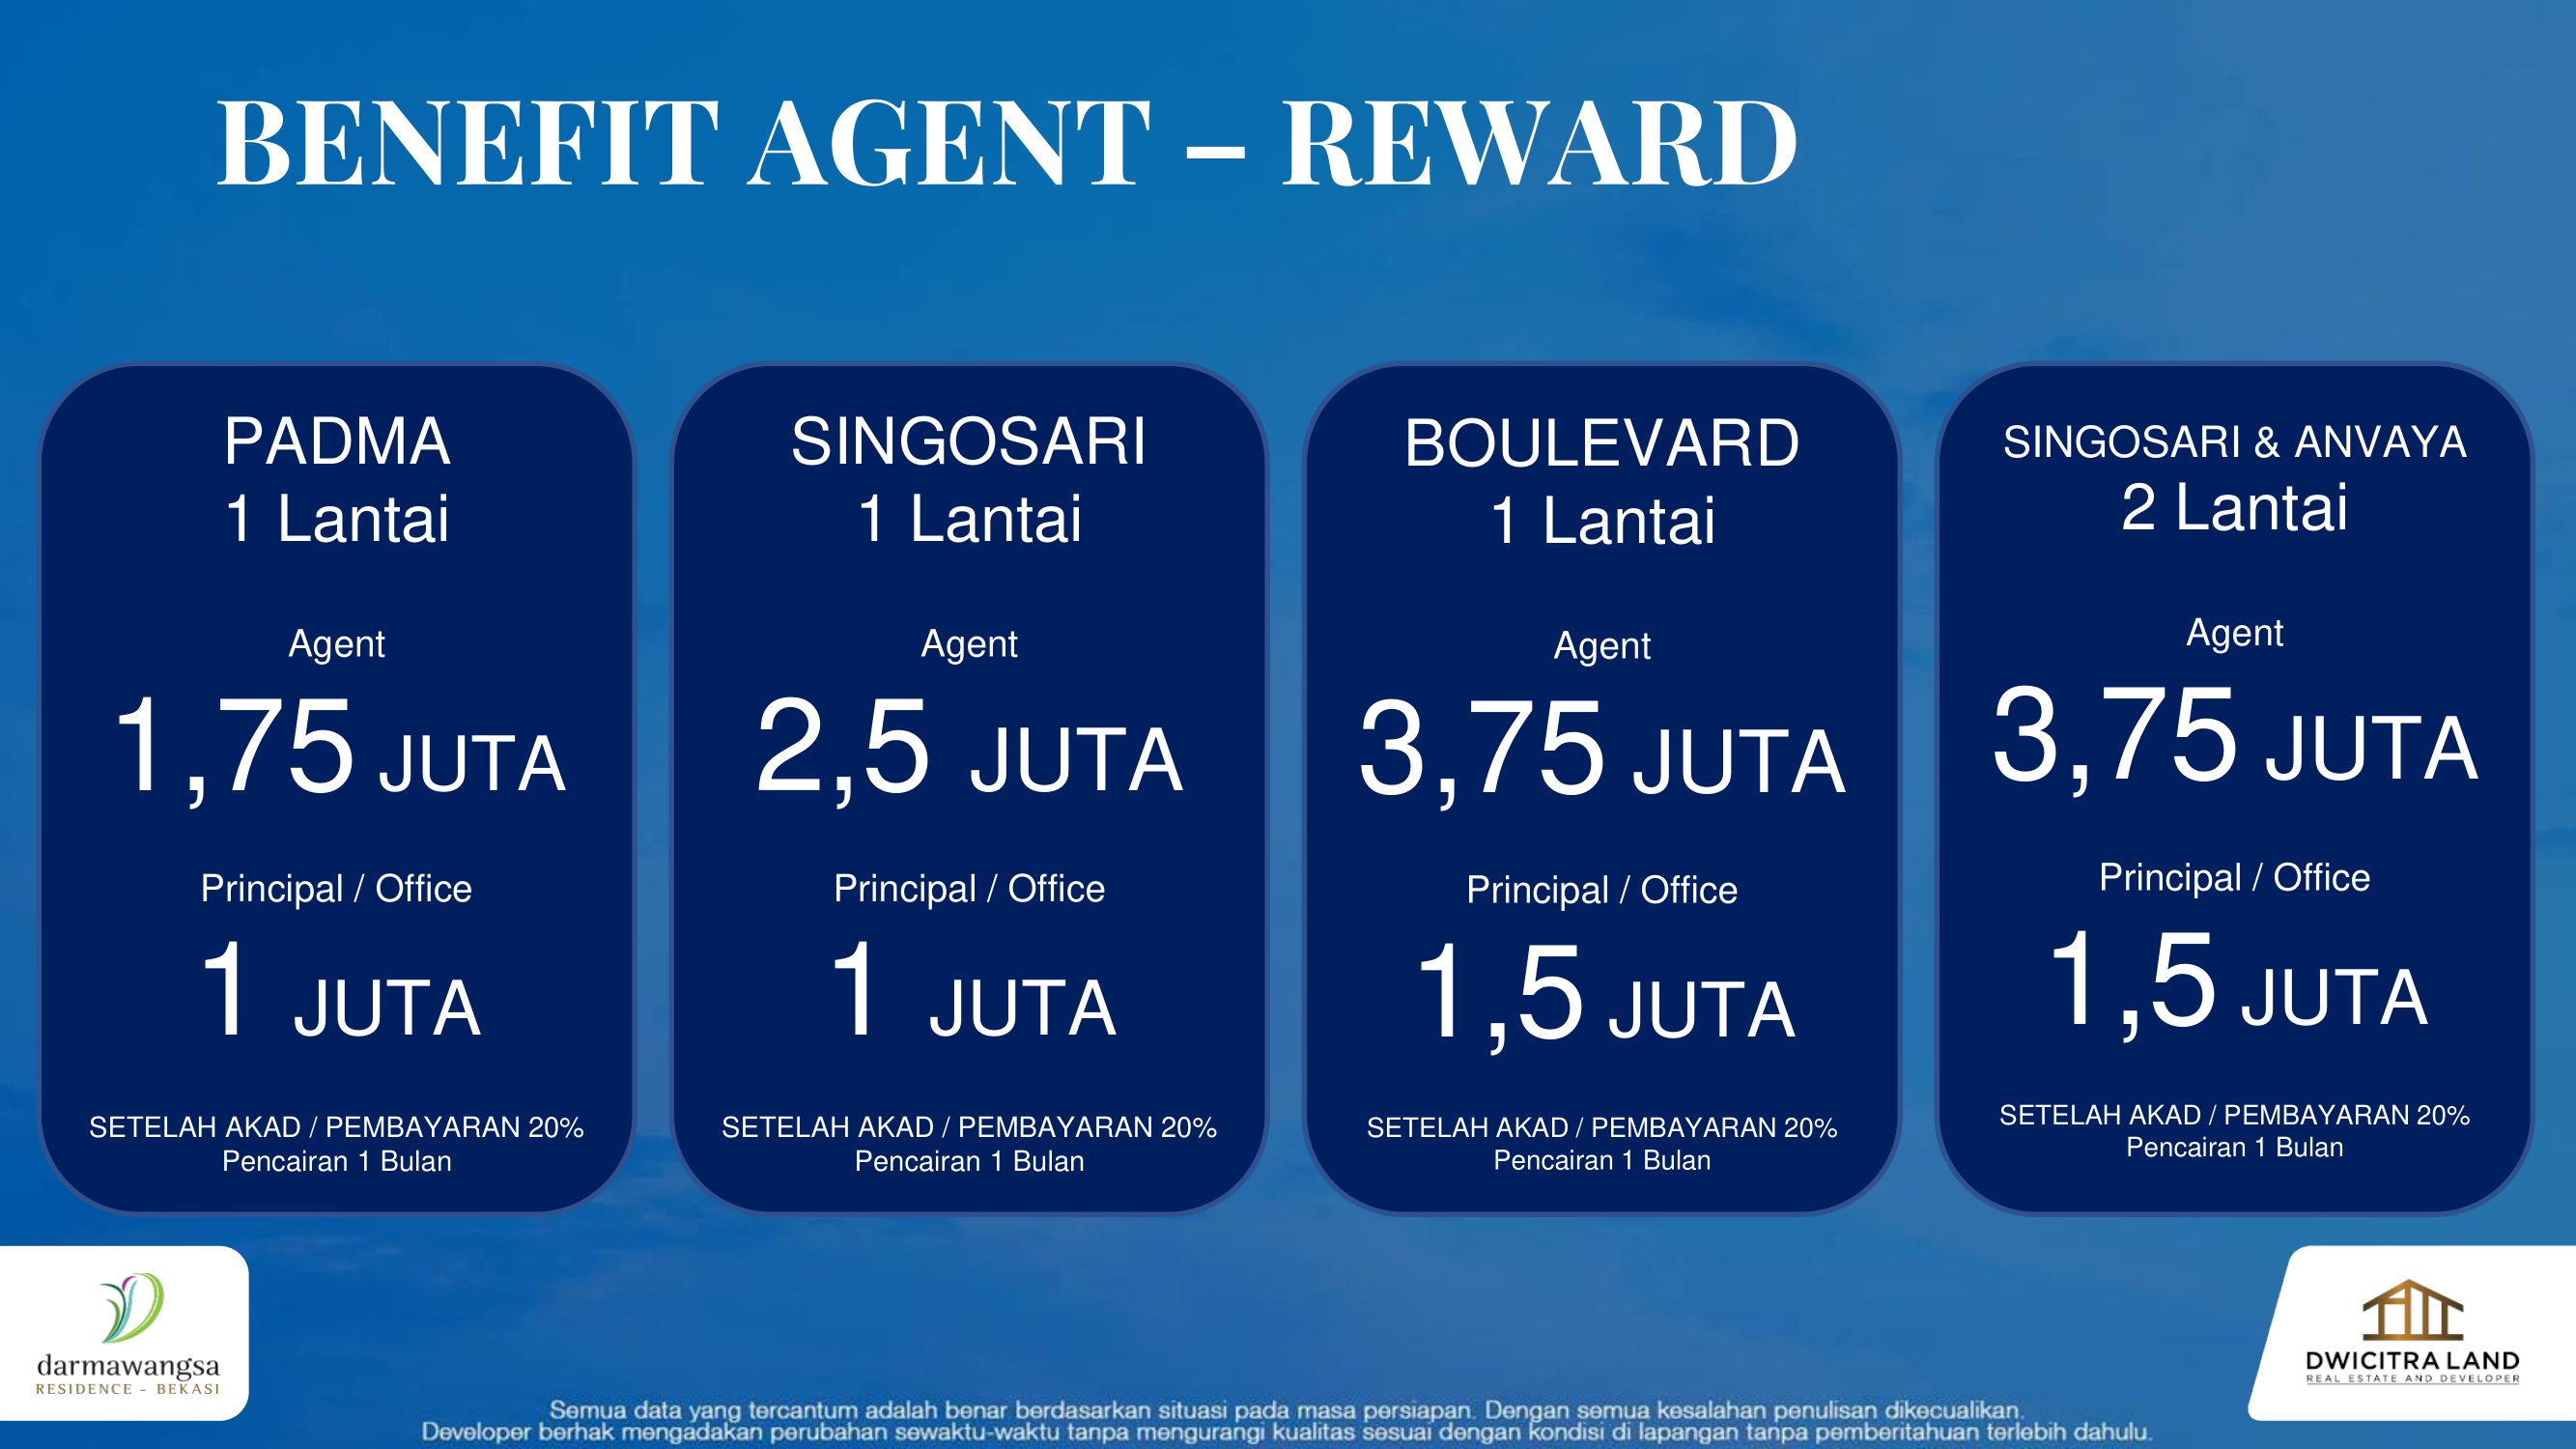 BENEFIT AGENT – REWARD
PADMA
1 Lantai
Agent
1,75 JUTA
Principal / Office
1 JUTA
SETELAH AKAD / PEMBAYARAN 20%
Pencairan 1 Bulan
SINGOSARI
1 Lantai
Agent
2,5 JUTA
Principal / Office
1 JUTA
SETELAH AKAD / PEMBAYARAN 20%
Pencairan 1 Bulan
BOULEVARD
1 Lantai
Agent
3,75 JUTA
Principal / Office
1,5 JUTA
SETELAH AKAD / PEMBAYARAN 20%
Pencairan 1 Bulan
SINGOSARI & ANVAYA
2 Lantai
Agent
3,75 JUTA
Principal / Office
1,5 JUTA
SETELAH AKAD / PEMBAYARAN 20%
Pencairan 1 Bulan
darmawangsa
RESIDENCE - BEKASI
DWICITRA LAND
REAL ESTATE AND DEVELOPER
Semua data yang tercantum adalah benar berdasarkan situasi pada masa persiapan. Dengan semua kesalahan penulisan dikecualikan.
Developer berhak mengadakan perubahan sewaktu-waktu tanpa mengurangi kualitas sesuai dengan kondisi di lapangan tanpa pemberitahuan terlebih dahulu.